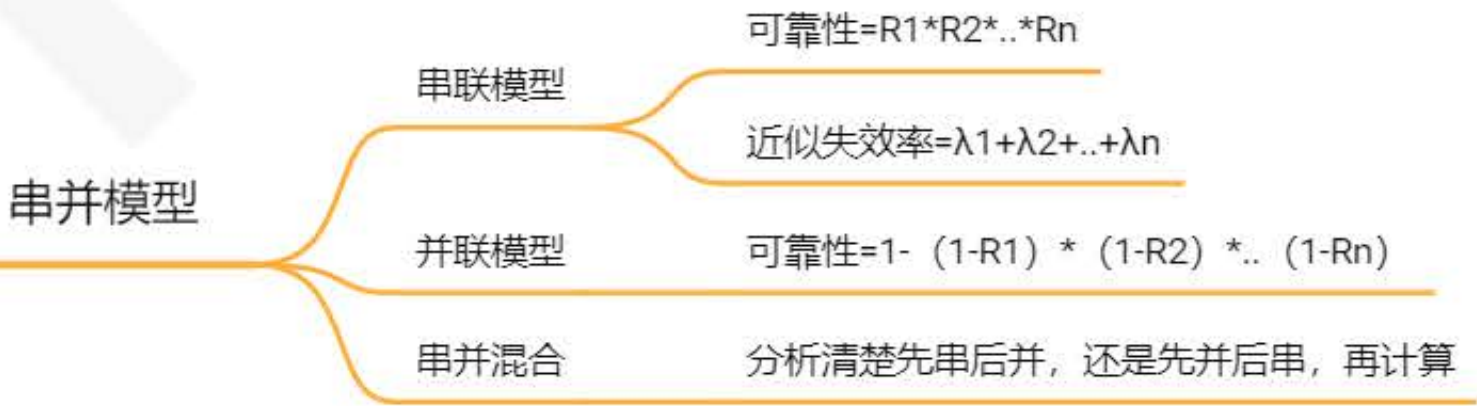 串并模型
串联模型
可靠性=R1*R2*..*Rn
近似失效率=λ1+λ2+..+λn
并联模型
可靠性=1-（1-R1）*（1-R2）*..（1-Rn）
串并混合
分析清楚先串后并，还是先并后串，再计算